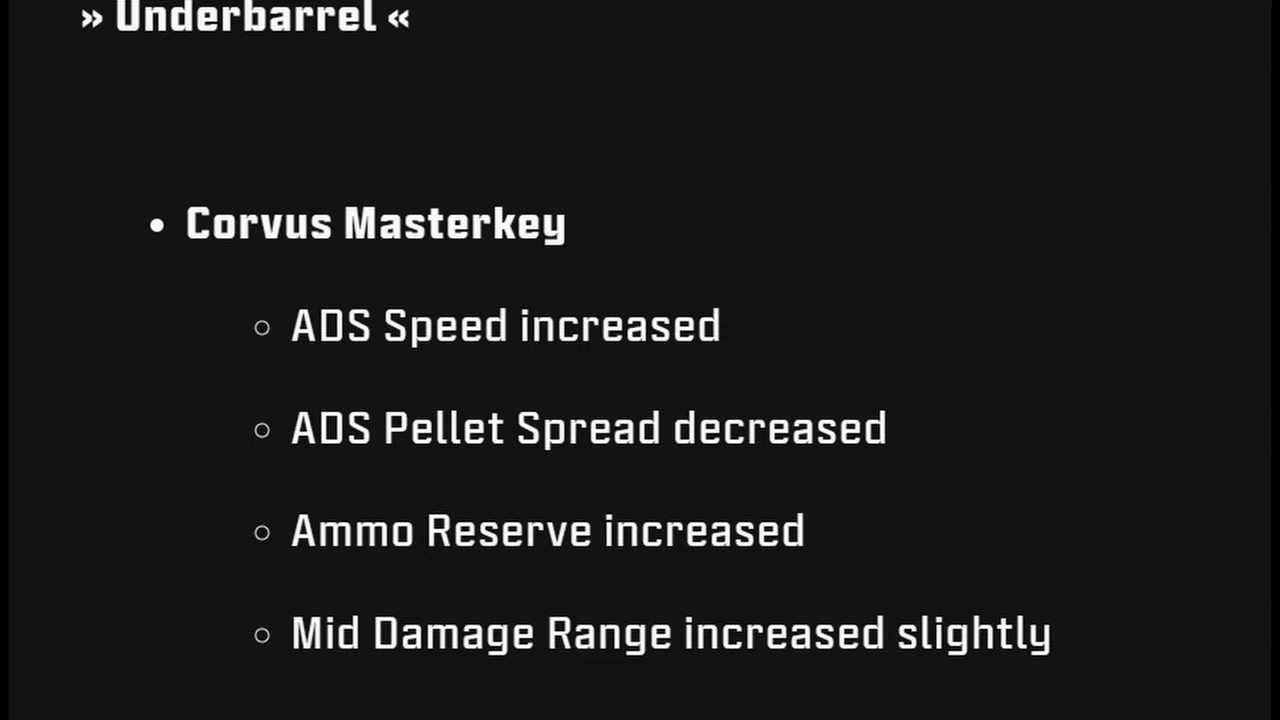 » Underbarrel «
• Corvus Masterkey
◦ ADS Speed increased
◦ ADS Pellet Spread decreased
◦ Ammo Reserve increased
◦ Mid Damage Range increased slightly